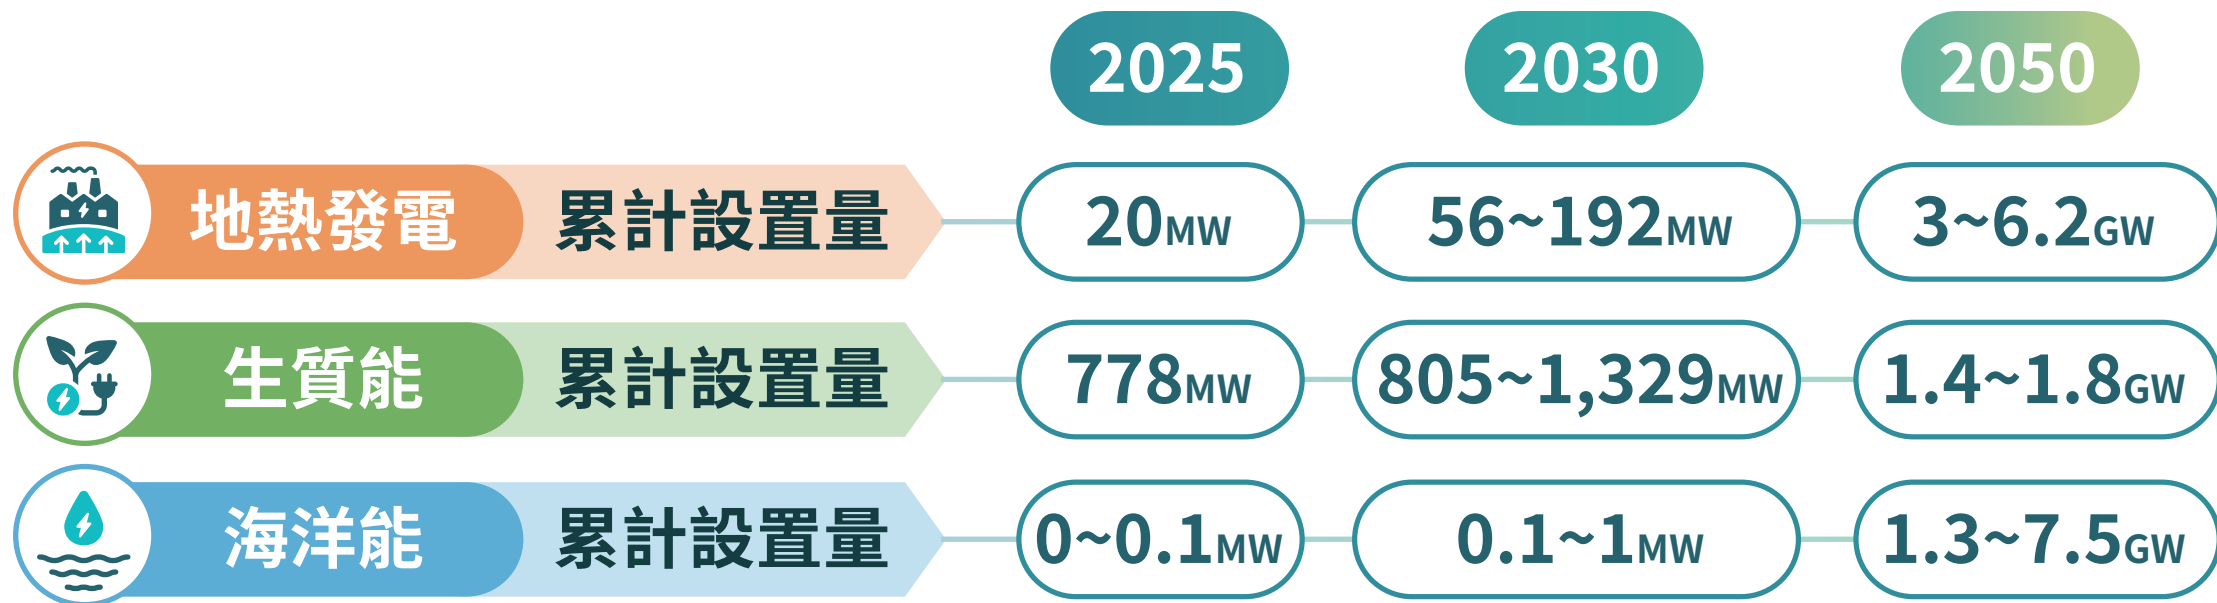 2025 2030 2050
地熱發電 累計設置量 20MW 56~192MW 3~6.2GW
生質能 累計設置量 778MW 805~1,329MW 1.4~1.8GW
海洋能 累計設置量 0~0.1MW 0.1~1MW 1.3~7.5GW